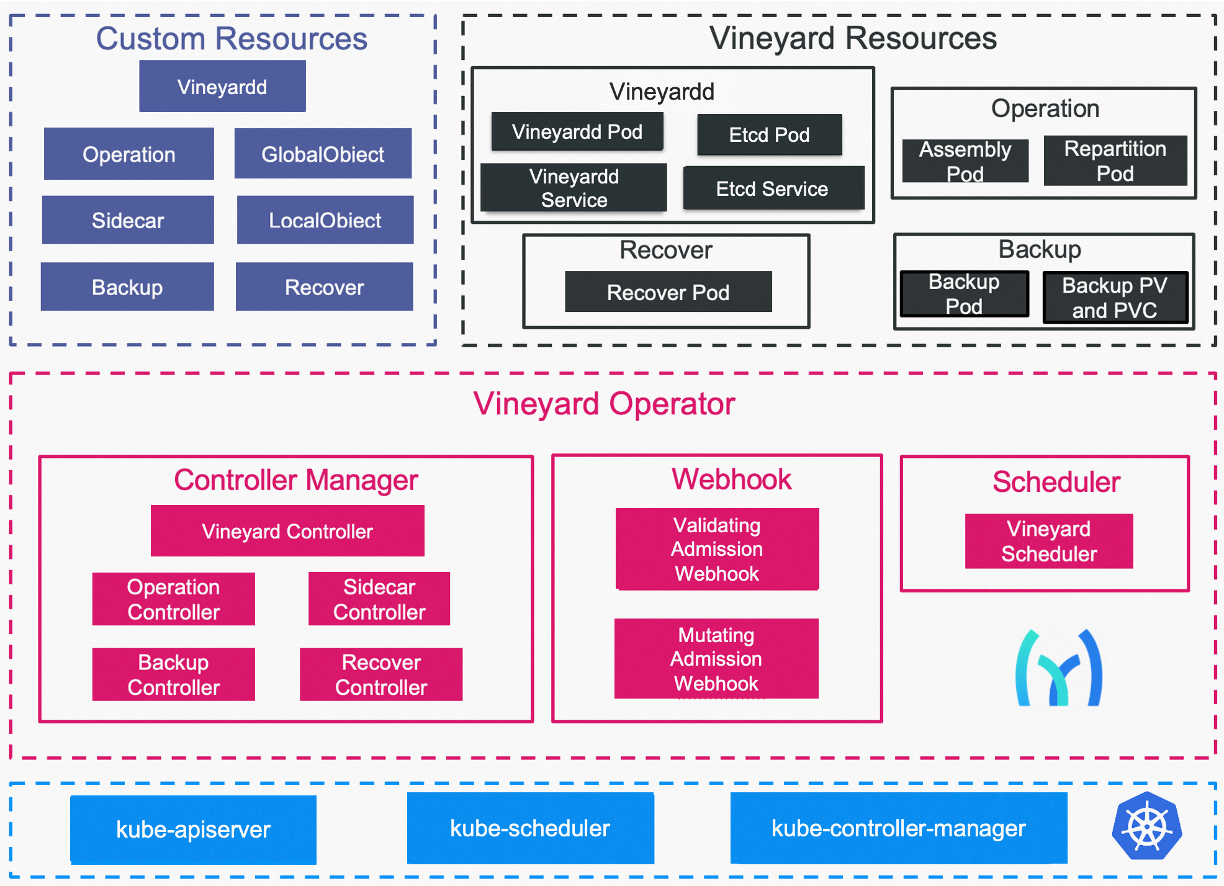 Custom Resources
Vineyardd
Operation
GlobalObiect
Sidecar
LocalObiect
Backup
Recover
Vineyard Resources
Vineyardd
Vineyardd Pod
Etcd Pod
Vineyardd
Service
Etcd Service
Operation
Assembly
Pod
Repartition
Pod
Recover
Recover Pod
Backup
Backup
Pod
Backup PV
and PVC
Vineyard Operator
Controller Manager
Vineyard Controller
Operation
Controller
Sidecar
Controller
Backup
Controller
Recover
Controller
Webhook
Validating
Admission
Webhook
Mutating
Admission
Webhook
Scheduler
Vineyard
Scheduler
kube-apiserver
kube-scheduler
kube-controller-manager